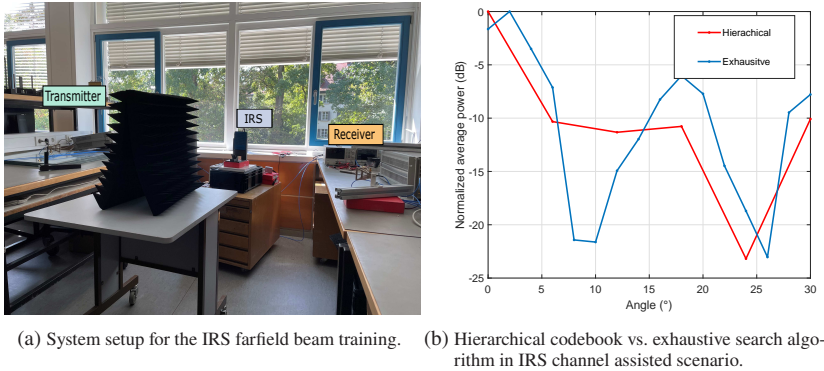 Transmitter
IRS
Receiver
(a) System setup for the IRS farfield beam training.
0
-5
-10
-15
-20
-25
Normalized average power (dB)
Hierachical
Exhausitve
0 5 10 15 20 25 30
Angle (°)
(b) Hierarchical codebook vs. exhaustive search algo-
rithm in IRS channel assisted scenario.